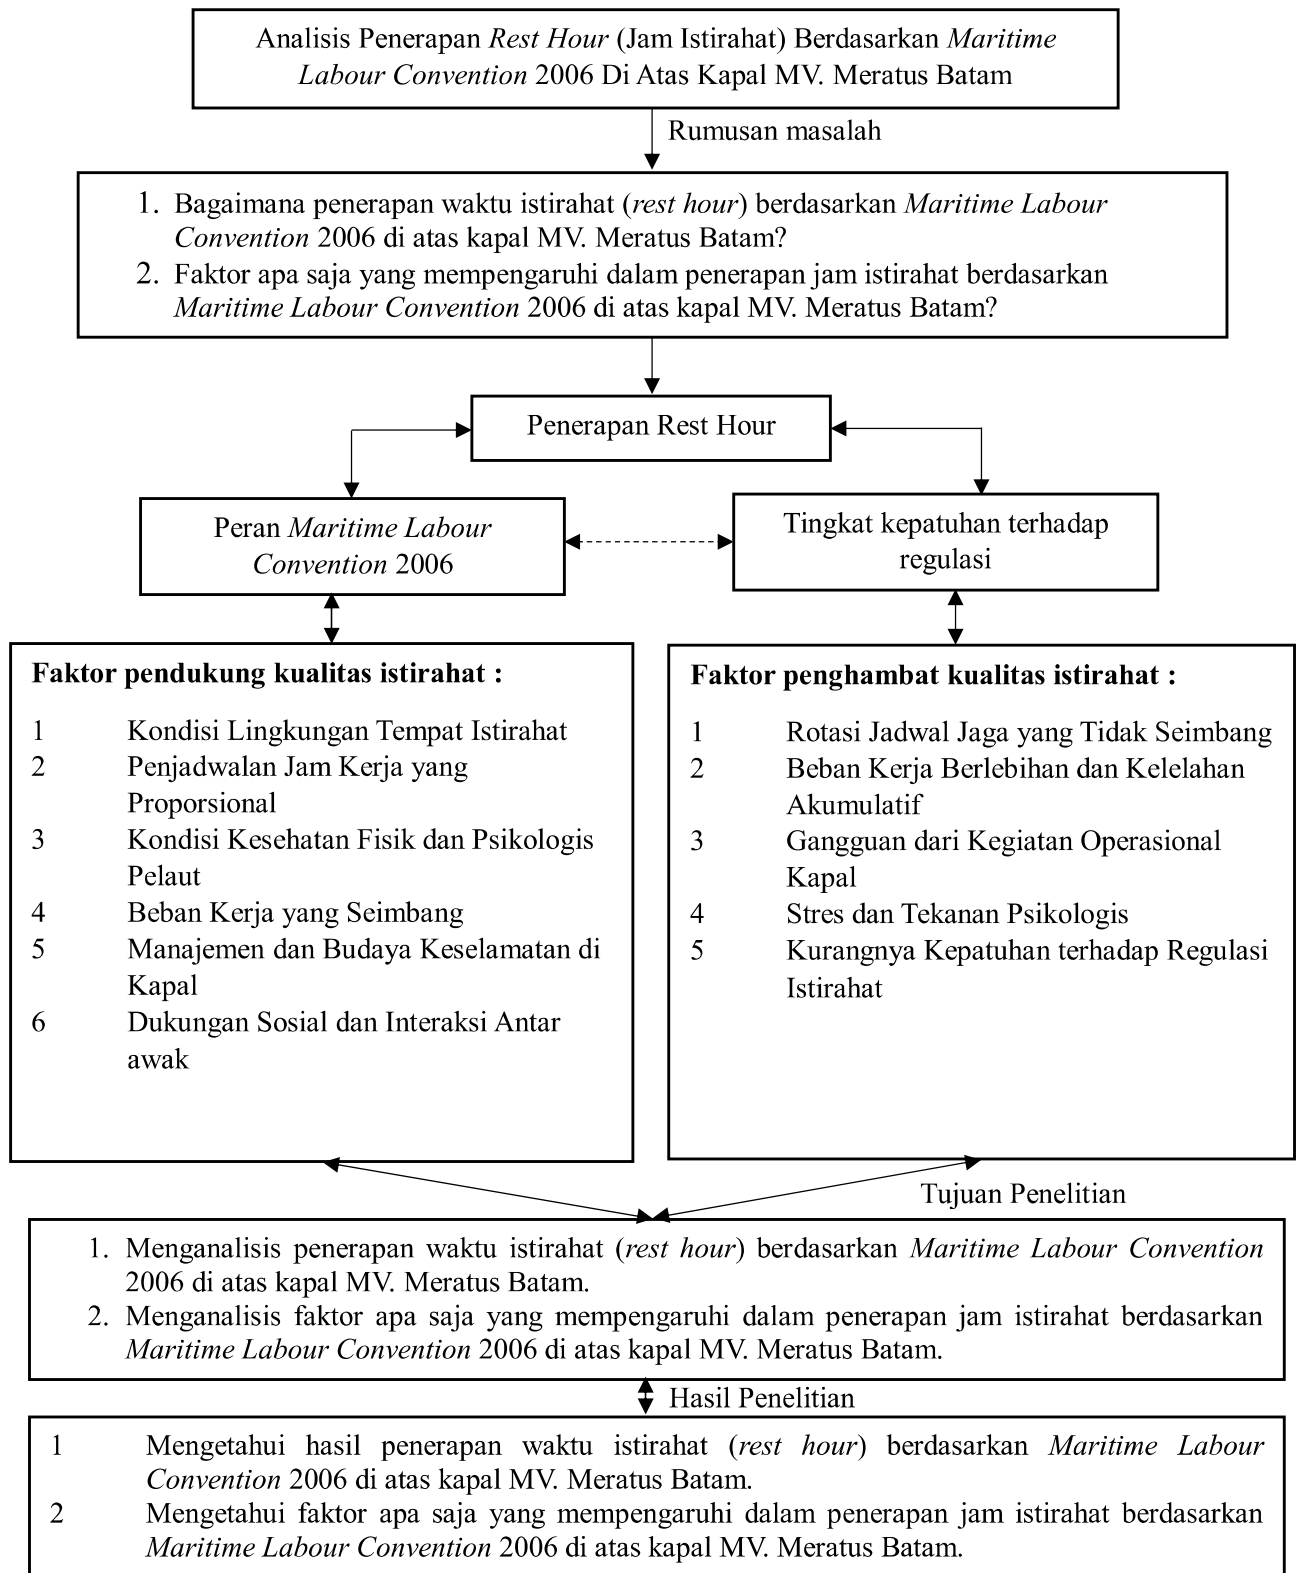 Analisis Penerapan Rest Hour (Jam Istirahat) Berdasarkan Maritime
Labour Convention 2006 Di Atas Kapal MV. Meratus Batam
Rumusan masalah
1. Bagaimana penerapan waktu istirahat (rest hour) berdasarkan Maritime Labour
Convention 2006 di atas kapal MV. Meratus Batam?
2. Faktor apa saja yang mempengaruhi dalam penerapan jam istirahat berdasarkan
Maritime Labour Convention 2006 di atas kapal MV. Meratus Batam?
Penerapan Rest Hour
Peran Maritime Labour
Convention 2006
Tingkat kepatuhan terhadap
regulasi
Faktor pendukung kualitas istirahat :
1 Kondisi Lingkungan Tempat Istirahat
2 Penjadwalan Jam Kerja yang
Proporsional
3 Kondisi Kesehatan Fisik dan Psikologis
Pelaut
4 Beban Kerja yang Seimbang
5 Manajemen dan Budaya Keselamatan di
Kapal
6 Dukungan Sosial dan Interaksi Antar
awak
Faktor penghambat kualitas istirahat :
1 Rotasi Jadwal Jaga yang Tidak Seimbang
2 Beban Kerja Berlebihan dan Kelelahan
Akumulatif
3 Gangguan dari Kegiatan Operasional
Kapal
4 Stres dan Tekanan Psikologis
5 Kurangnya Kepatuhan terhadap Regulasi
Istirahat
Tujuan Penelitian
1. Menganalisis penerapan waktu istirahat (rest hour) berdasarkan Maritime Labour Convention
2006 di atas kapal MV. Meratus Batam.
2. Menganalisis faktor apa saja yang mempengaruhi dalam penerapan jam istirahat berdasarkan
Maritime Labour Convention 2006 di atas kapal MV. Meratus Batam.
Hasil Penelitian
1 Mengetahui hasil penerapan waktu istirahat (rest hour) berdasarkan Maritime Labour
Convention 2006 di atas kapal MV. Meratus Batam.
2 Mengetahui faktor apa saja yang mempengaruhi dalam penerapan jam istirahat berdasarkan
Maritime Labour Convention 2006 di atas kapal MV. Meratus Batam.